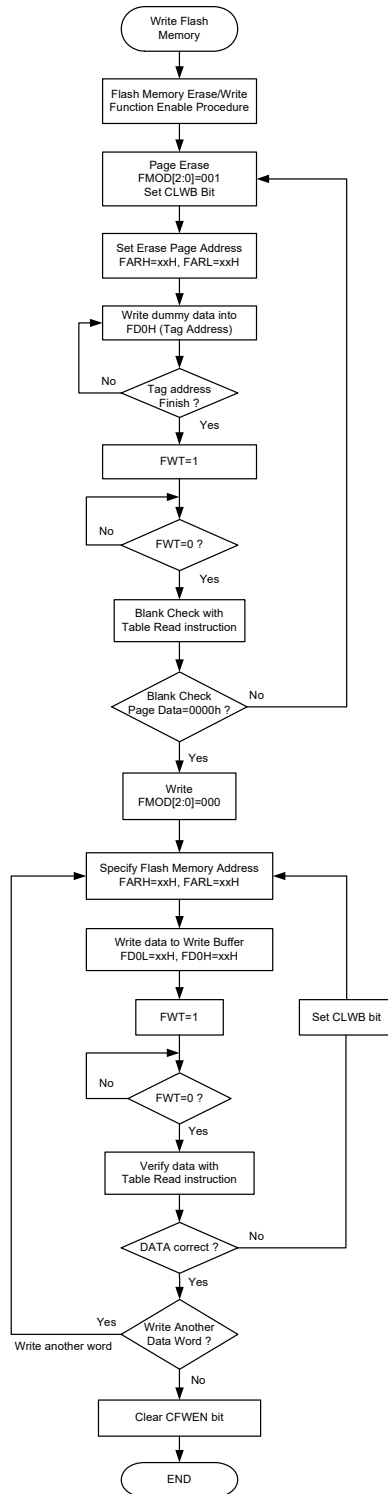 Write Flash
Memory
Flash Memory Erase/Write
Function Enable Procedure
Page Erase
FMOD[2:0]=001
Set CLWB Bit
Set Erase Page Address
FARH=xxH, FARL=xxH
Write dummy data into
FD0H (Tag Address)
No
Tag address
Finish ?
Yes
FWT=1
No
FWT=0 ?
Yes
Blank Check with
Table Read instruction
Blank Check
Page Data=0000h ?
No
Yes
Write
FMOD[2:0]=000
Specify Flash Memory Address
FARH=xxH, FARL=xxH
Write data to Write Buffer
FD0L=xxH, FD0H=xxH
FWT=1
Set CLWB bit
No
FWT=0 ?
Yes
Verify data with
Table Read instruction
DATA correct ?
No
Yes
Yes
Write another word
Write Another
Data Word ?
No
Clear CFWEN bit
END